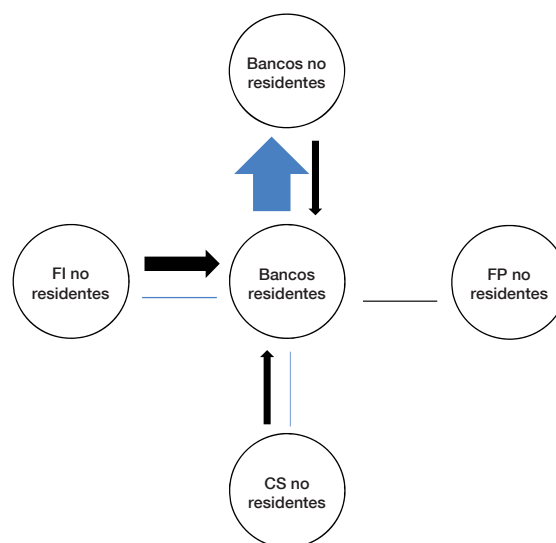 Bancos no
residentes
FI no
residentes
Bancos
residentes
FP no
residentes
CS no
residentes